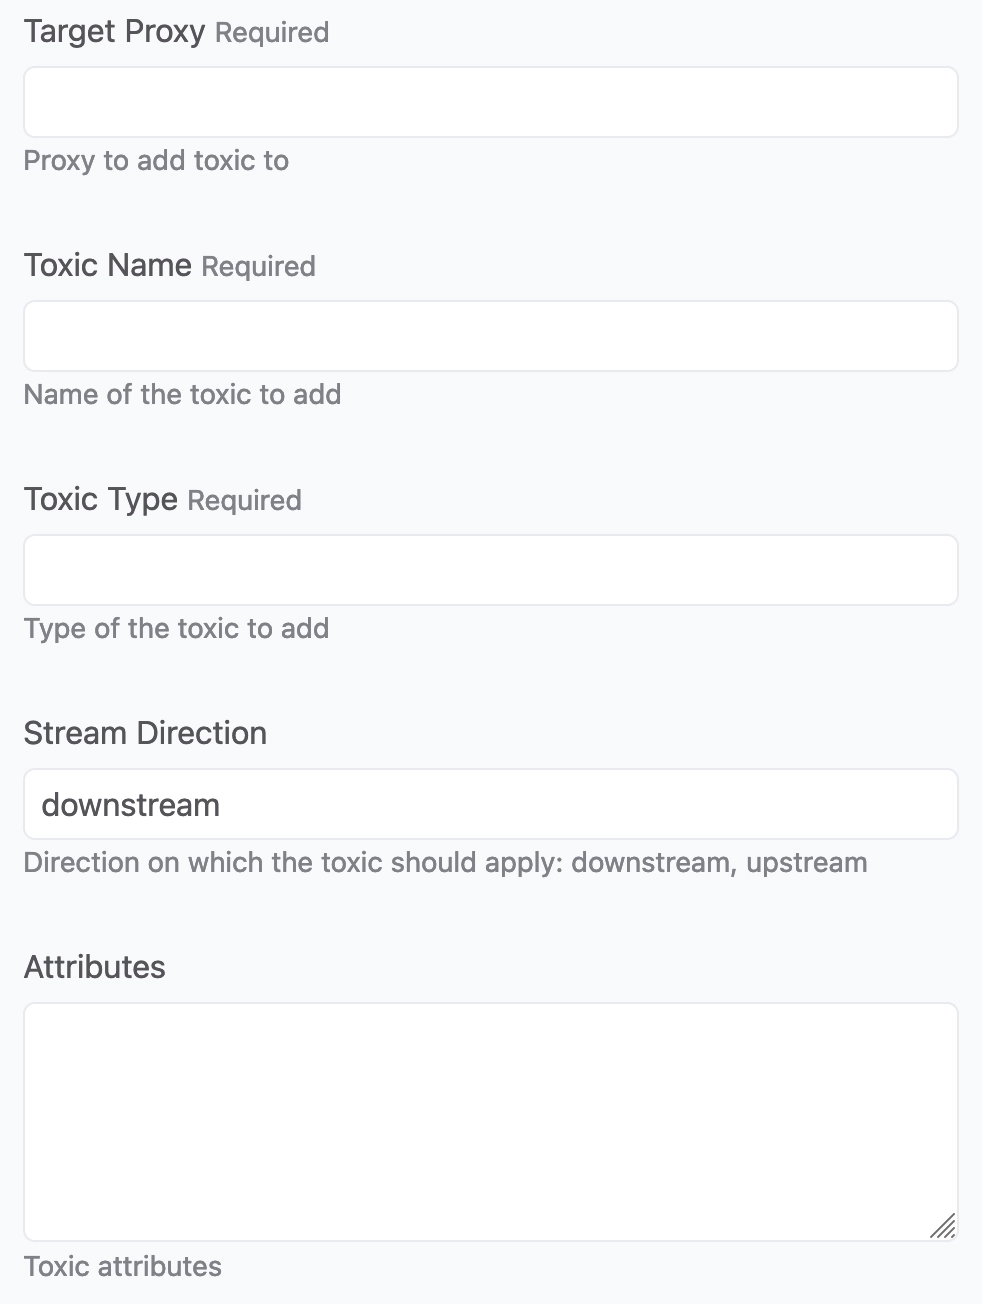 Target Proxy Required
Proxy to add toxic to
Toxic Name Required
Name of the toxic to add
Toxic Type Required
Type of the toxic to add
Stream Direction
downstream
Direction on which the toxic should apply: downstream, upstream
Attributes
Toxic attributes